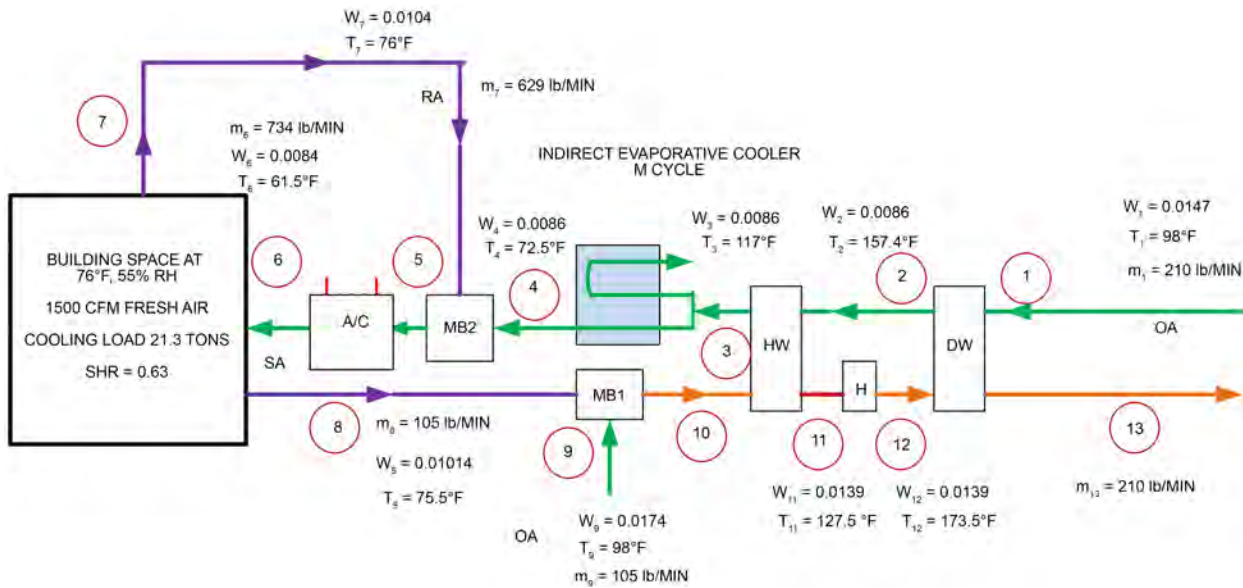 W₇ = 0.0104
T₇ = 76°F
m₇ = 629 lb/MIN
RA
7
m₆ = 734 lb/MIN
W₆ = 0.0084
T₆ = 61.5°F
INDIRECT EVAPORATIVE COOLER
M CYCLE
W₄ = 0.0086
T₄ = 72.5°F
W₃ = 0.0086
T₃ = 117°F
W₂ = 0.0086
T₂ = 157.4°F
W₁ = 0.0147
T₁ = 98°F
m₁ = 210 lb/MIN
BUILDING SPACE AT
76°F, 55% RH
1500 CFM FRESH AIR
COOLING LOAD 21.3 TONS
SHR = 0.63
6
5
4
2
1
A/C
MB2
HW
DW
OA
SA
3
MB1
H
8
9
10
11
12
13
m₈ = 105 lb/MIN
W₅ = 0.01014
T₅ = 75.5°F
OA
W₉ = 0.0174
T₉ = 98°F
m₉ = 105 lb/MIN
W₁₁ = 0.0139
T₁₁ = 127.5 °F
W₁₂ = 0.0139
T₁₂ = 173.5°F
m₁₃ = 210 lb/MIN